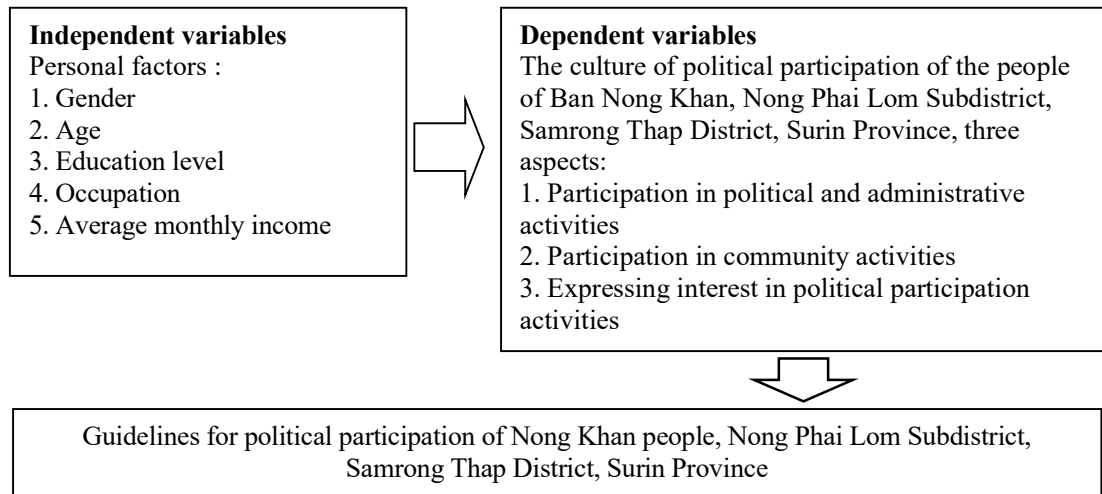 Independent variables
Personal factors :
1. Gender
2. Age
3. Education level
4. Occupation
5. Average monthly income
Dependent variables
The culture of political participation of the people
of Ban Nong Khan, Nong Phai Lom Subdistrict,
Samrong Thap District, Surin Province, three
aspects:
1. Participation in political and administrative
activities
2. Participation in community activities
3. Expressing interest in political participation
activities
Guidelines for political participation of Nong Khan people, Nong Phai Lom Subdistrict,
Samrong Thap District, Surin Province